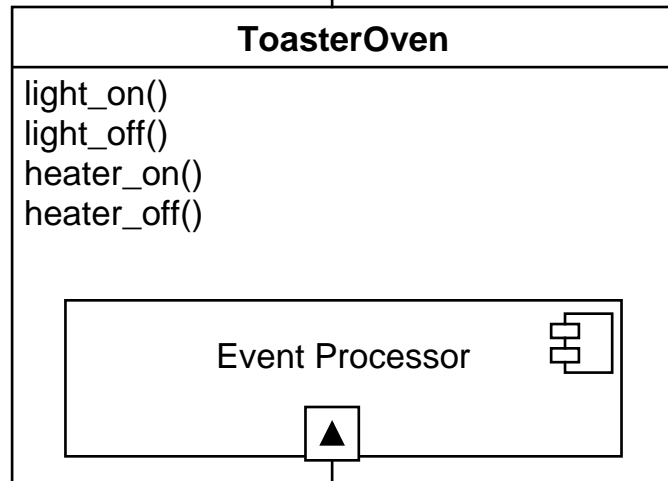 ToasterOven
light_on()
light_off()
heater_on()
heater_off()
Event Processor